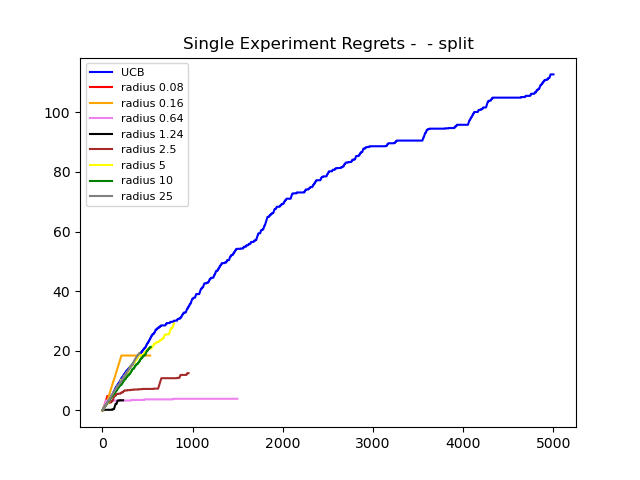 Single Experiment Regrets -  - split
UCB
radius 0.08
radius 0.16
radius 0.64
radius 1.24
radius 2.5
radius 5
radius 10
radius 25
100
80
60
40
20
0
0 1000 2000 3000 4000 5000